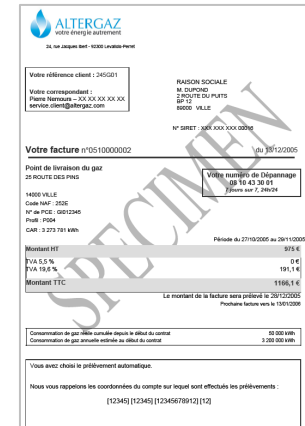 ALTERGAZ
votre énergie autrement
24, rue Jacques Ibert - 92300 Levallois-Perret
Votre référence client : 245G01
Votre correspondant :
Pierre Nemours – XX XX XX XX XX
service.client@altergaz.com
RAISON SOCIALE
M. DUPOND
2 ROUTE DU PUITS
BP 12
89000 VILLE
N° SIRET : XXX XXX XXX 00016
Votre facture n°0510000002
du 13/12/2005
Point de livraison du gaz
25 ROUTE DES PINS
14000 VILLE
Code NAF : 252E
N° de PCE : GI012345
Profil : P004
CAR : 3 273 781 kWh
Votre numéro de Dépannage
08 10 43 30 01
7 jours sur 7, 24h/24
SPECIMEN
Période du 27/10/2005 au 29/11/2005
Montant HT 975 €
TVA 5,5 % 0 €
TVA 19,6 % 191,1 €
Montant TTC 1166,1 €
Le montant de la facture sera prélevé le 28/12/2005
Prochaine facture vers le 13/01/2006
Consommation de gaz réelle cumulée depuis le début du contrat 50 000 kWh
Consommation de gaz annuelle estimée au début du contrat 3 200 000 kWh
Vous avez choisi le prélèvement automatique.
Nous vous rappelons les coordonnées du compte sur lequel sont effectués les prélèvements :
[12345] [12345] [12345678912] [12]